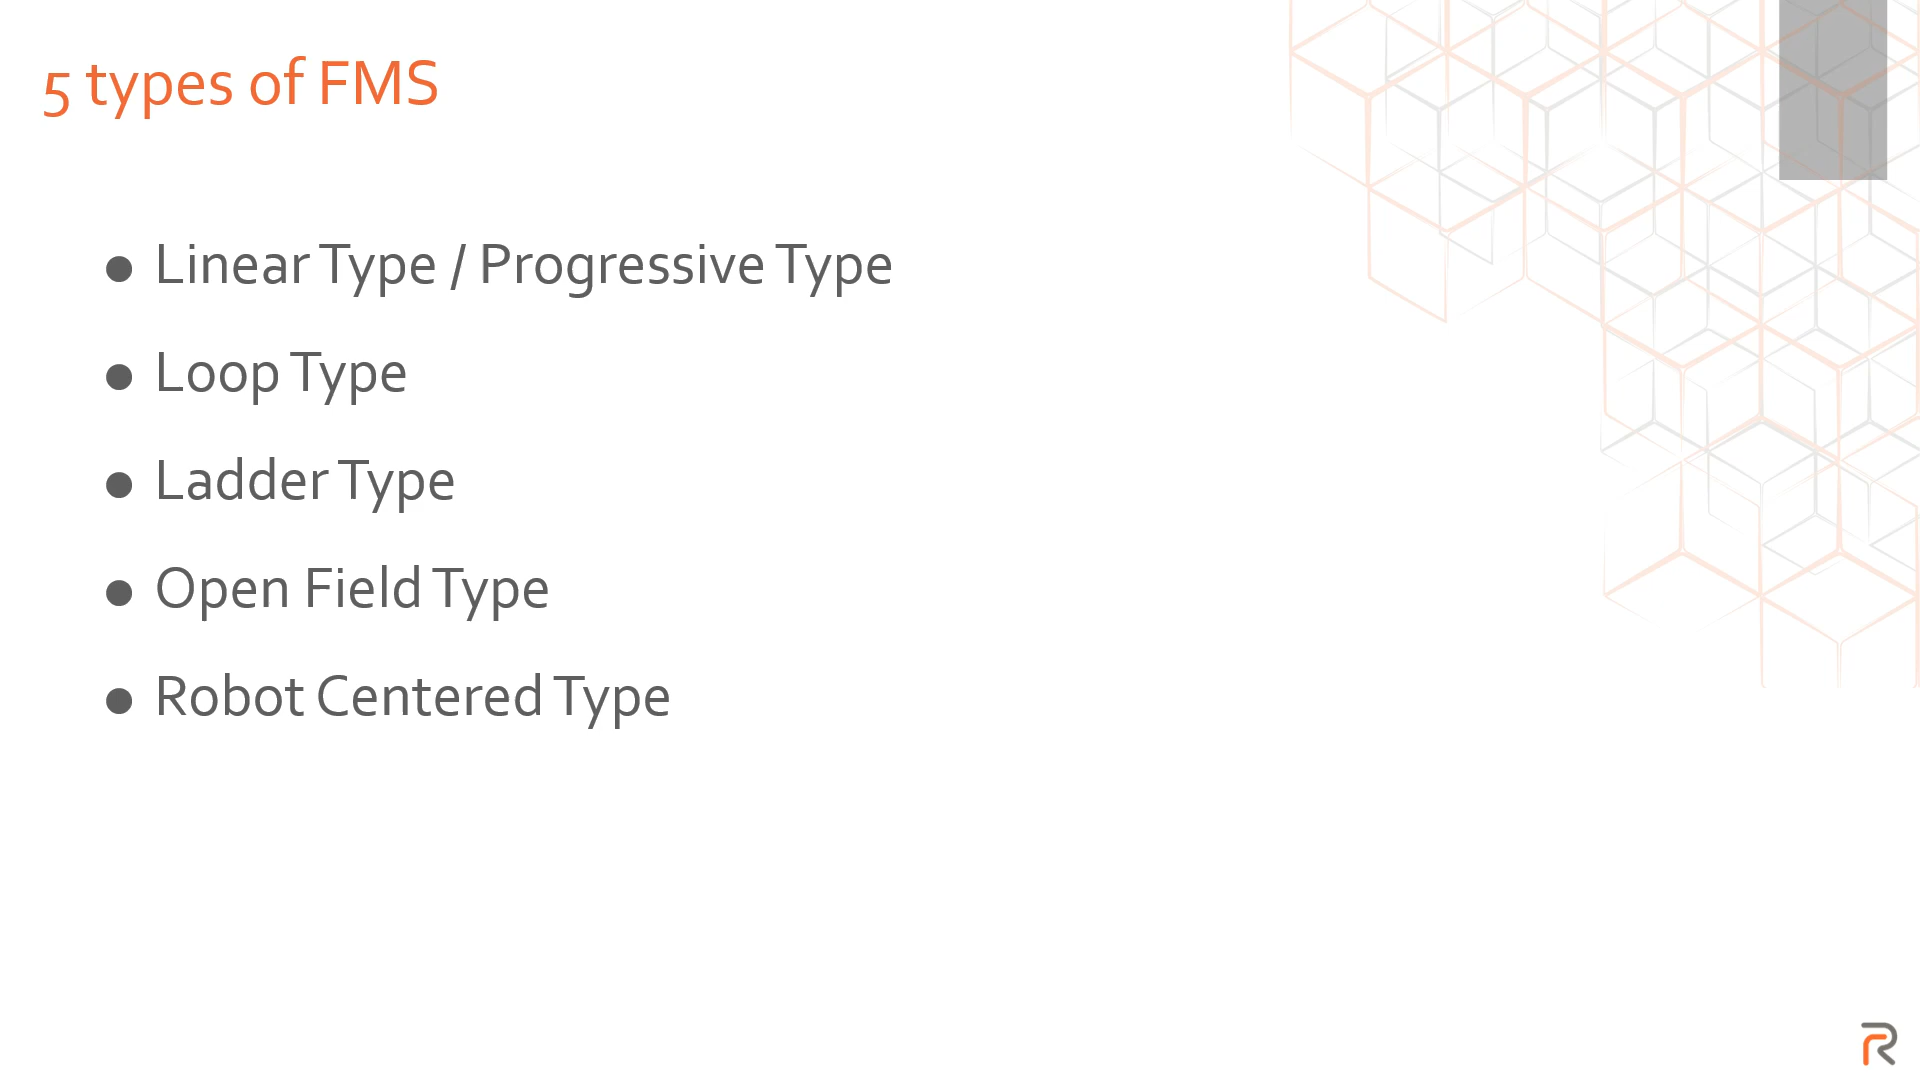 5 types of FMS
● Linear Type / Progressive Type
● Loop Type
● Ladder Type
● Open Field Type
● Robot Centered Type